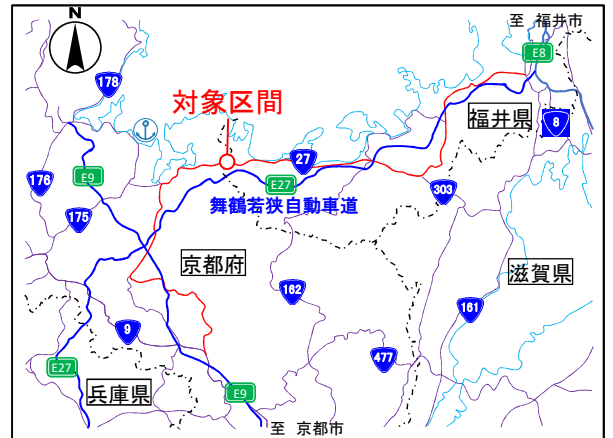 N
至 福井市
E8
178
対象区間
福井県
8
27
E9
176
E27
303
舞鶴若狭自動車道
175
京都府
滋賀県
162
161
9
477
E27
兵庫県
E9
至 京都市